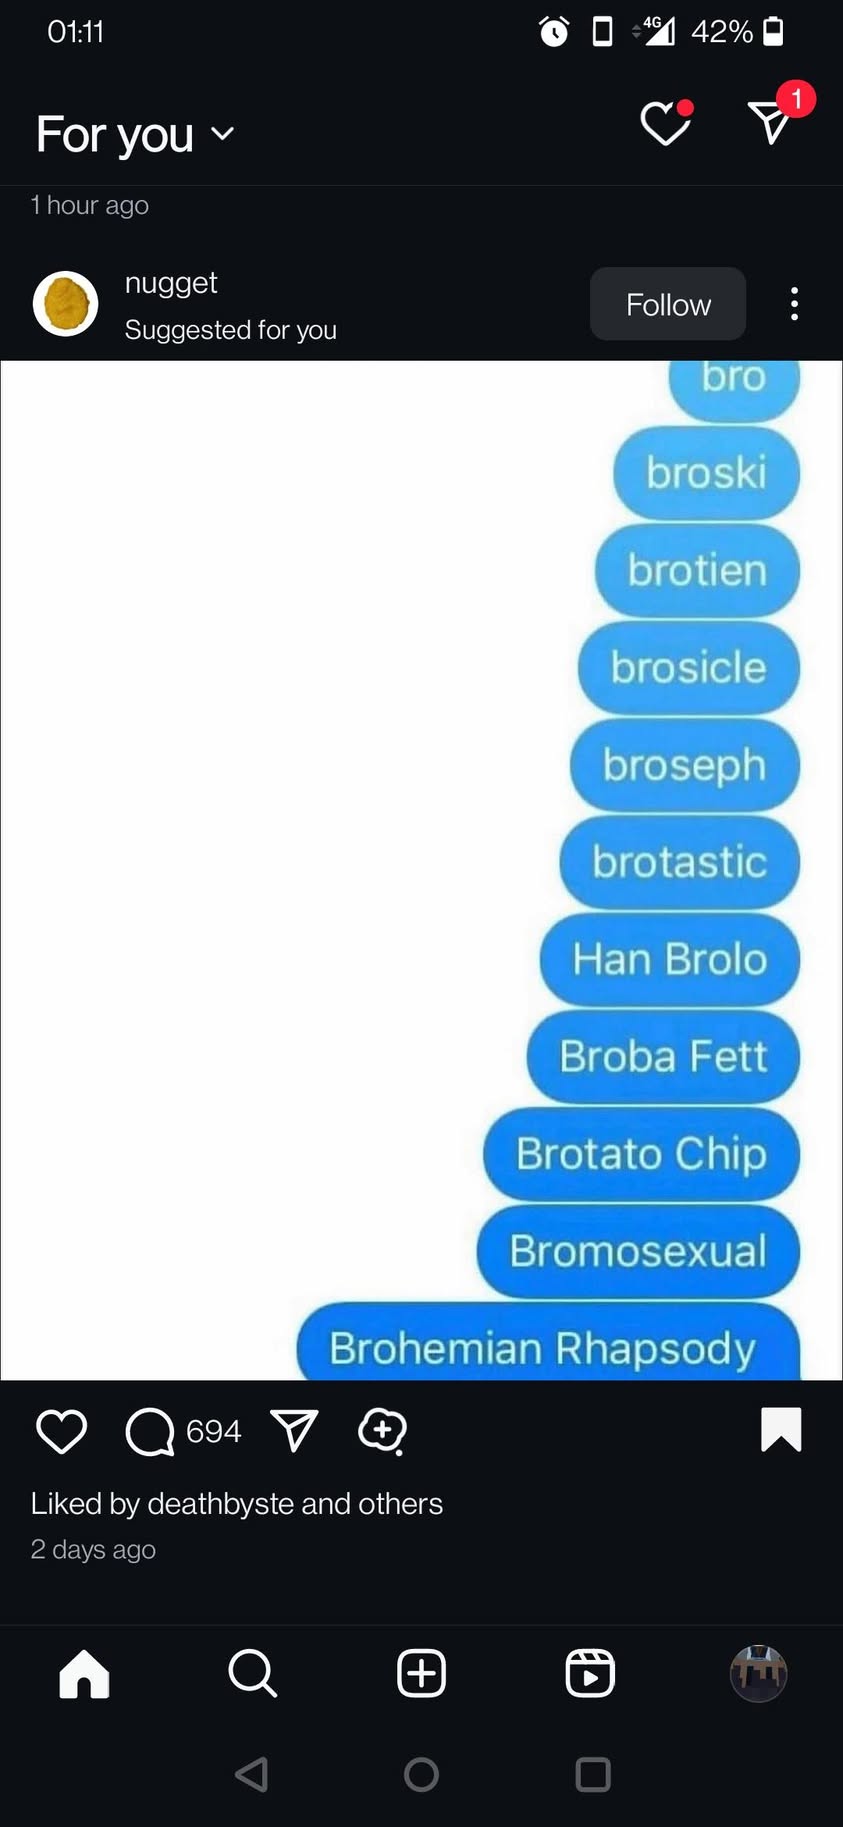 01:11
4G
42%
For you
1
1 hour ago
nugget
Suggested for you
Follow
bro
broski
brotien
brosicle
broseph
brotastic
Han Brolo
Broba Fett
Brotato Chip
Bromosexual
Brohemian Rhapsody
694
Liked by deathbyste and others
2 days ago